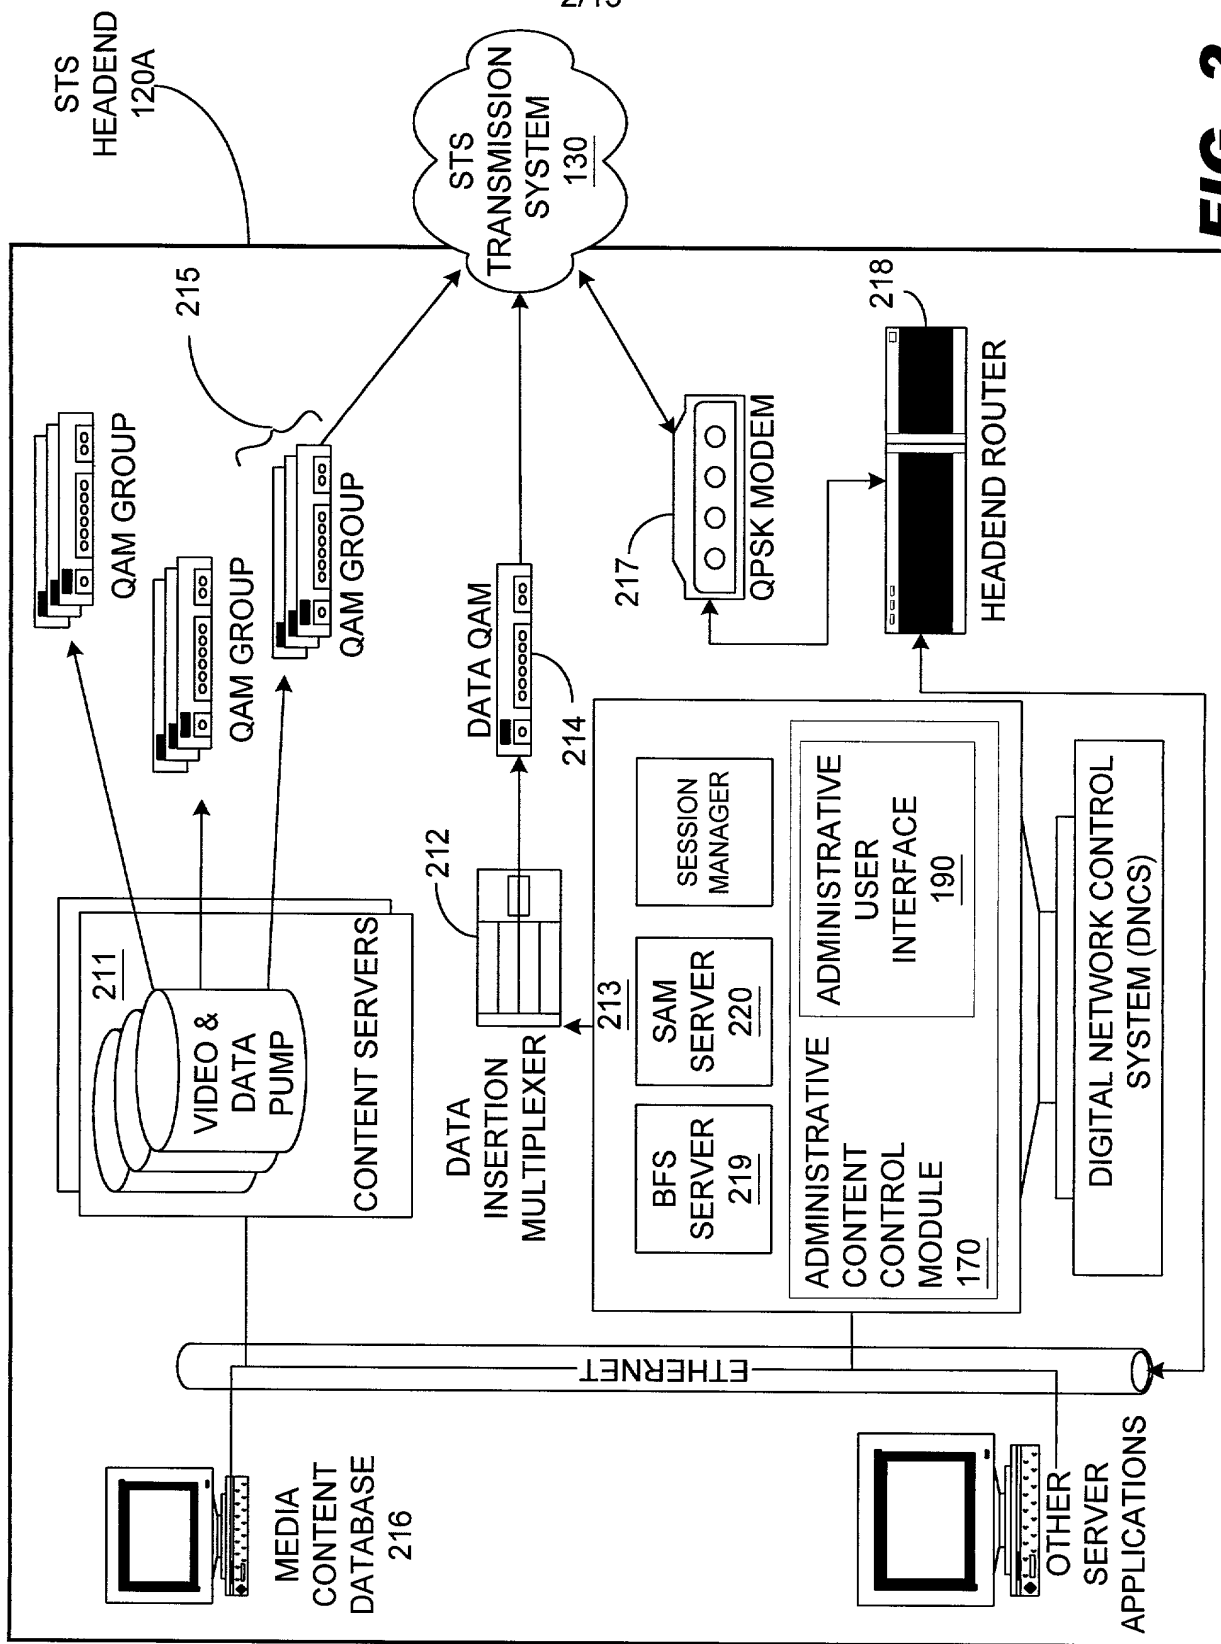 2/13
STS
HEADEND
120A
STS
TRANSMISSION
SYSTEM
130
215
QAM GROUP
QAM GROUP
QAM GROUP
218
HEADEND ROUTER
217
QPSK MODEM
DATA QAM
214
212
DATA
INSERTION
MULTIPLEXER
211
VIDEO &
DATA
PUMP
CONTENT SERVERS
213
SESSION
MANAGER
SAM
SERVER
220
BFS
SERVER
219
ADMINISTRATIVE
USER
INTERFACE
190
ADMINISTRATIVE
CONTENT
CONTROL
MODULE
170
DIGITAL NETWORK CONTROL
SYSTEM (DNCS)
ETHERNET
MEDIA
CONTENT
DATABASE
216
OTHER
SERVER
APPLICATIONS